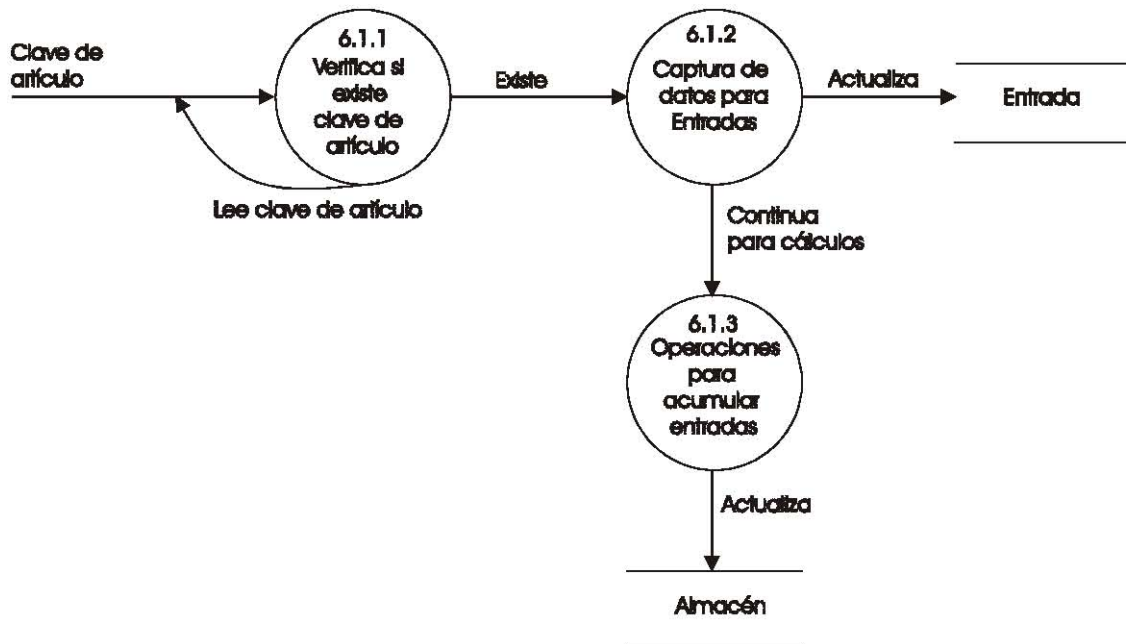 Clave de
artículo
6.1.1
Verifica si
existe
clave de
artículo
Lee clave de artículo
Existe
6.1.2
Captura de
datos para
Entradas
Actualiza
Entrada
Continua
para cálculos
6.1.3
Operaciones
para
acumular
entradas
Actualiza
Almacén